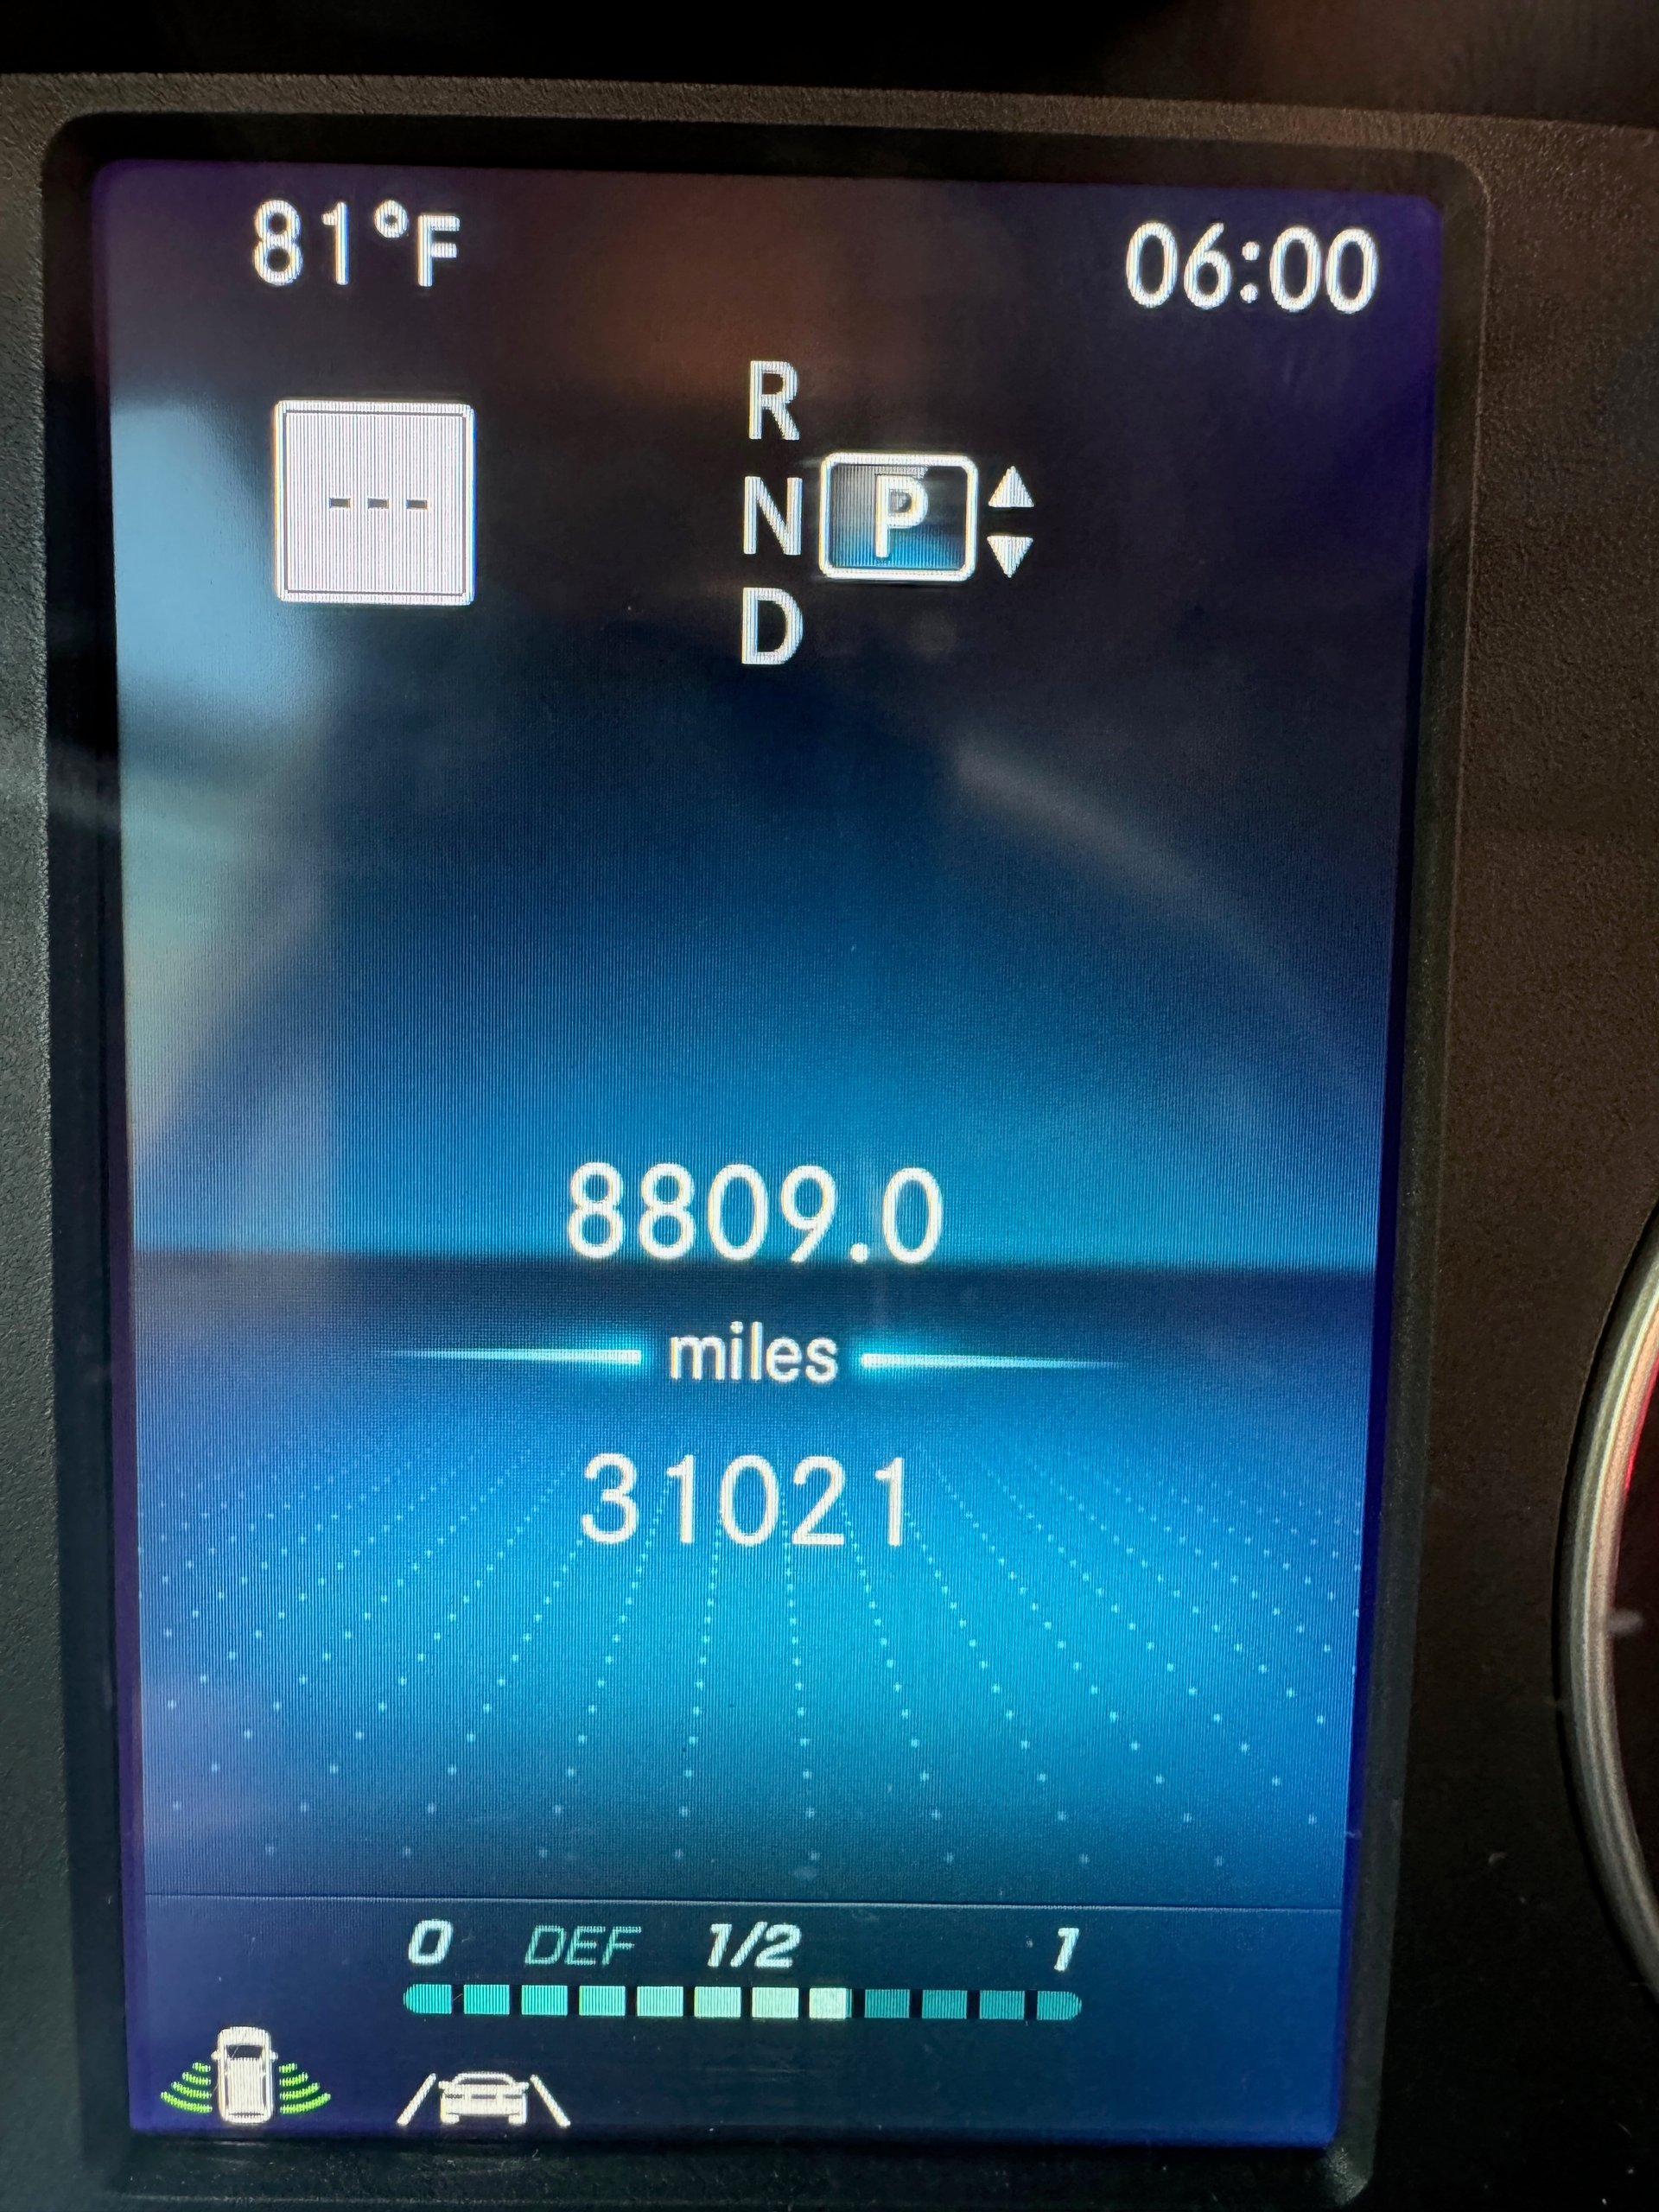 81°F 06:00
R
--- N P
D
8809.0
miles
31021
0 DEF 1/2 1